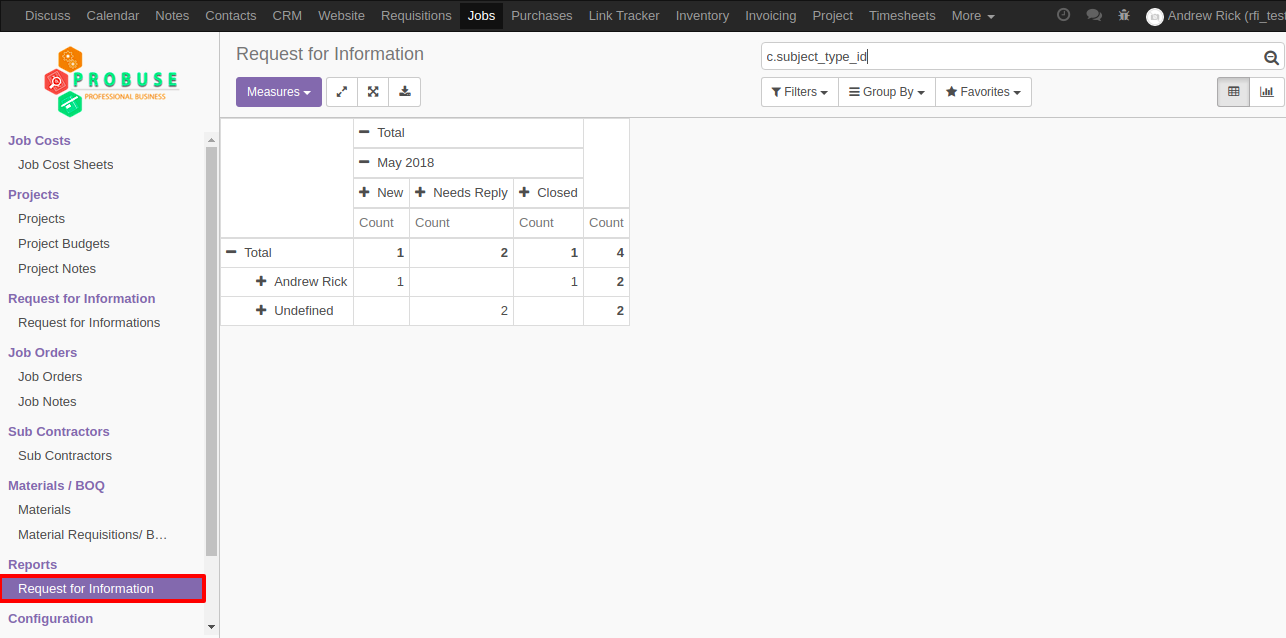 Discuss Calendar Notes Contacts CRM Website Requisitions Jobs Purchases Link Tracker Inventory Invoicing Project Timesheets More Andrew Rick (rfi_test
PROBUSE
PROFESSIONAL BUSINESS
Job Costs
Job Cost Sheets
Projects
Projects
Project Budgets
Project Notes
Request for Information
Request for Informations
Job Orders
Job Orders
Job Notes
Sub Contractors
Sub Contractors
Materials / BOQ
Materials
Material Requisitions/ B…
Reports
Request for Information
Configuration
Request for Information
c.subject_type_id
Measures
Filters Group By Favorites
Total
May 2018
New Needs Reply Closed
Count Count Count Count
Total 1 2 1 4
Andrew Rick 1 1 2
Undefined 2 2